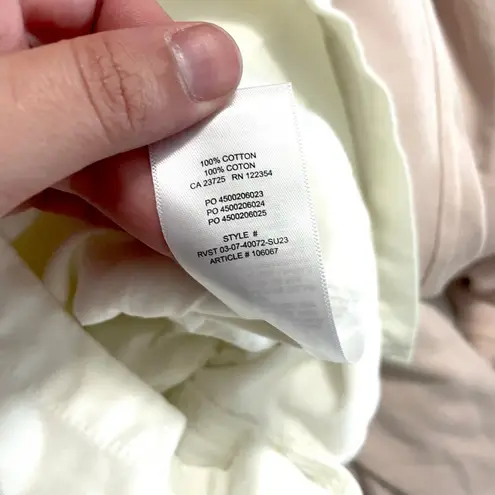 100% COTTON
100% COTON
CA 23725 RN 122354
PO 4500206023
PO 4500206024
PO 4500206025
STYLE #
RVST 03-07-40072-SU23
ARTICLE # 106067